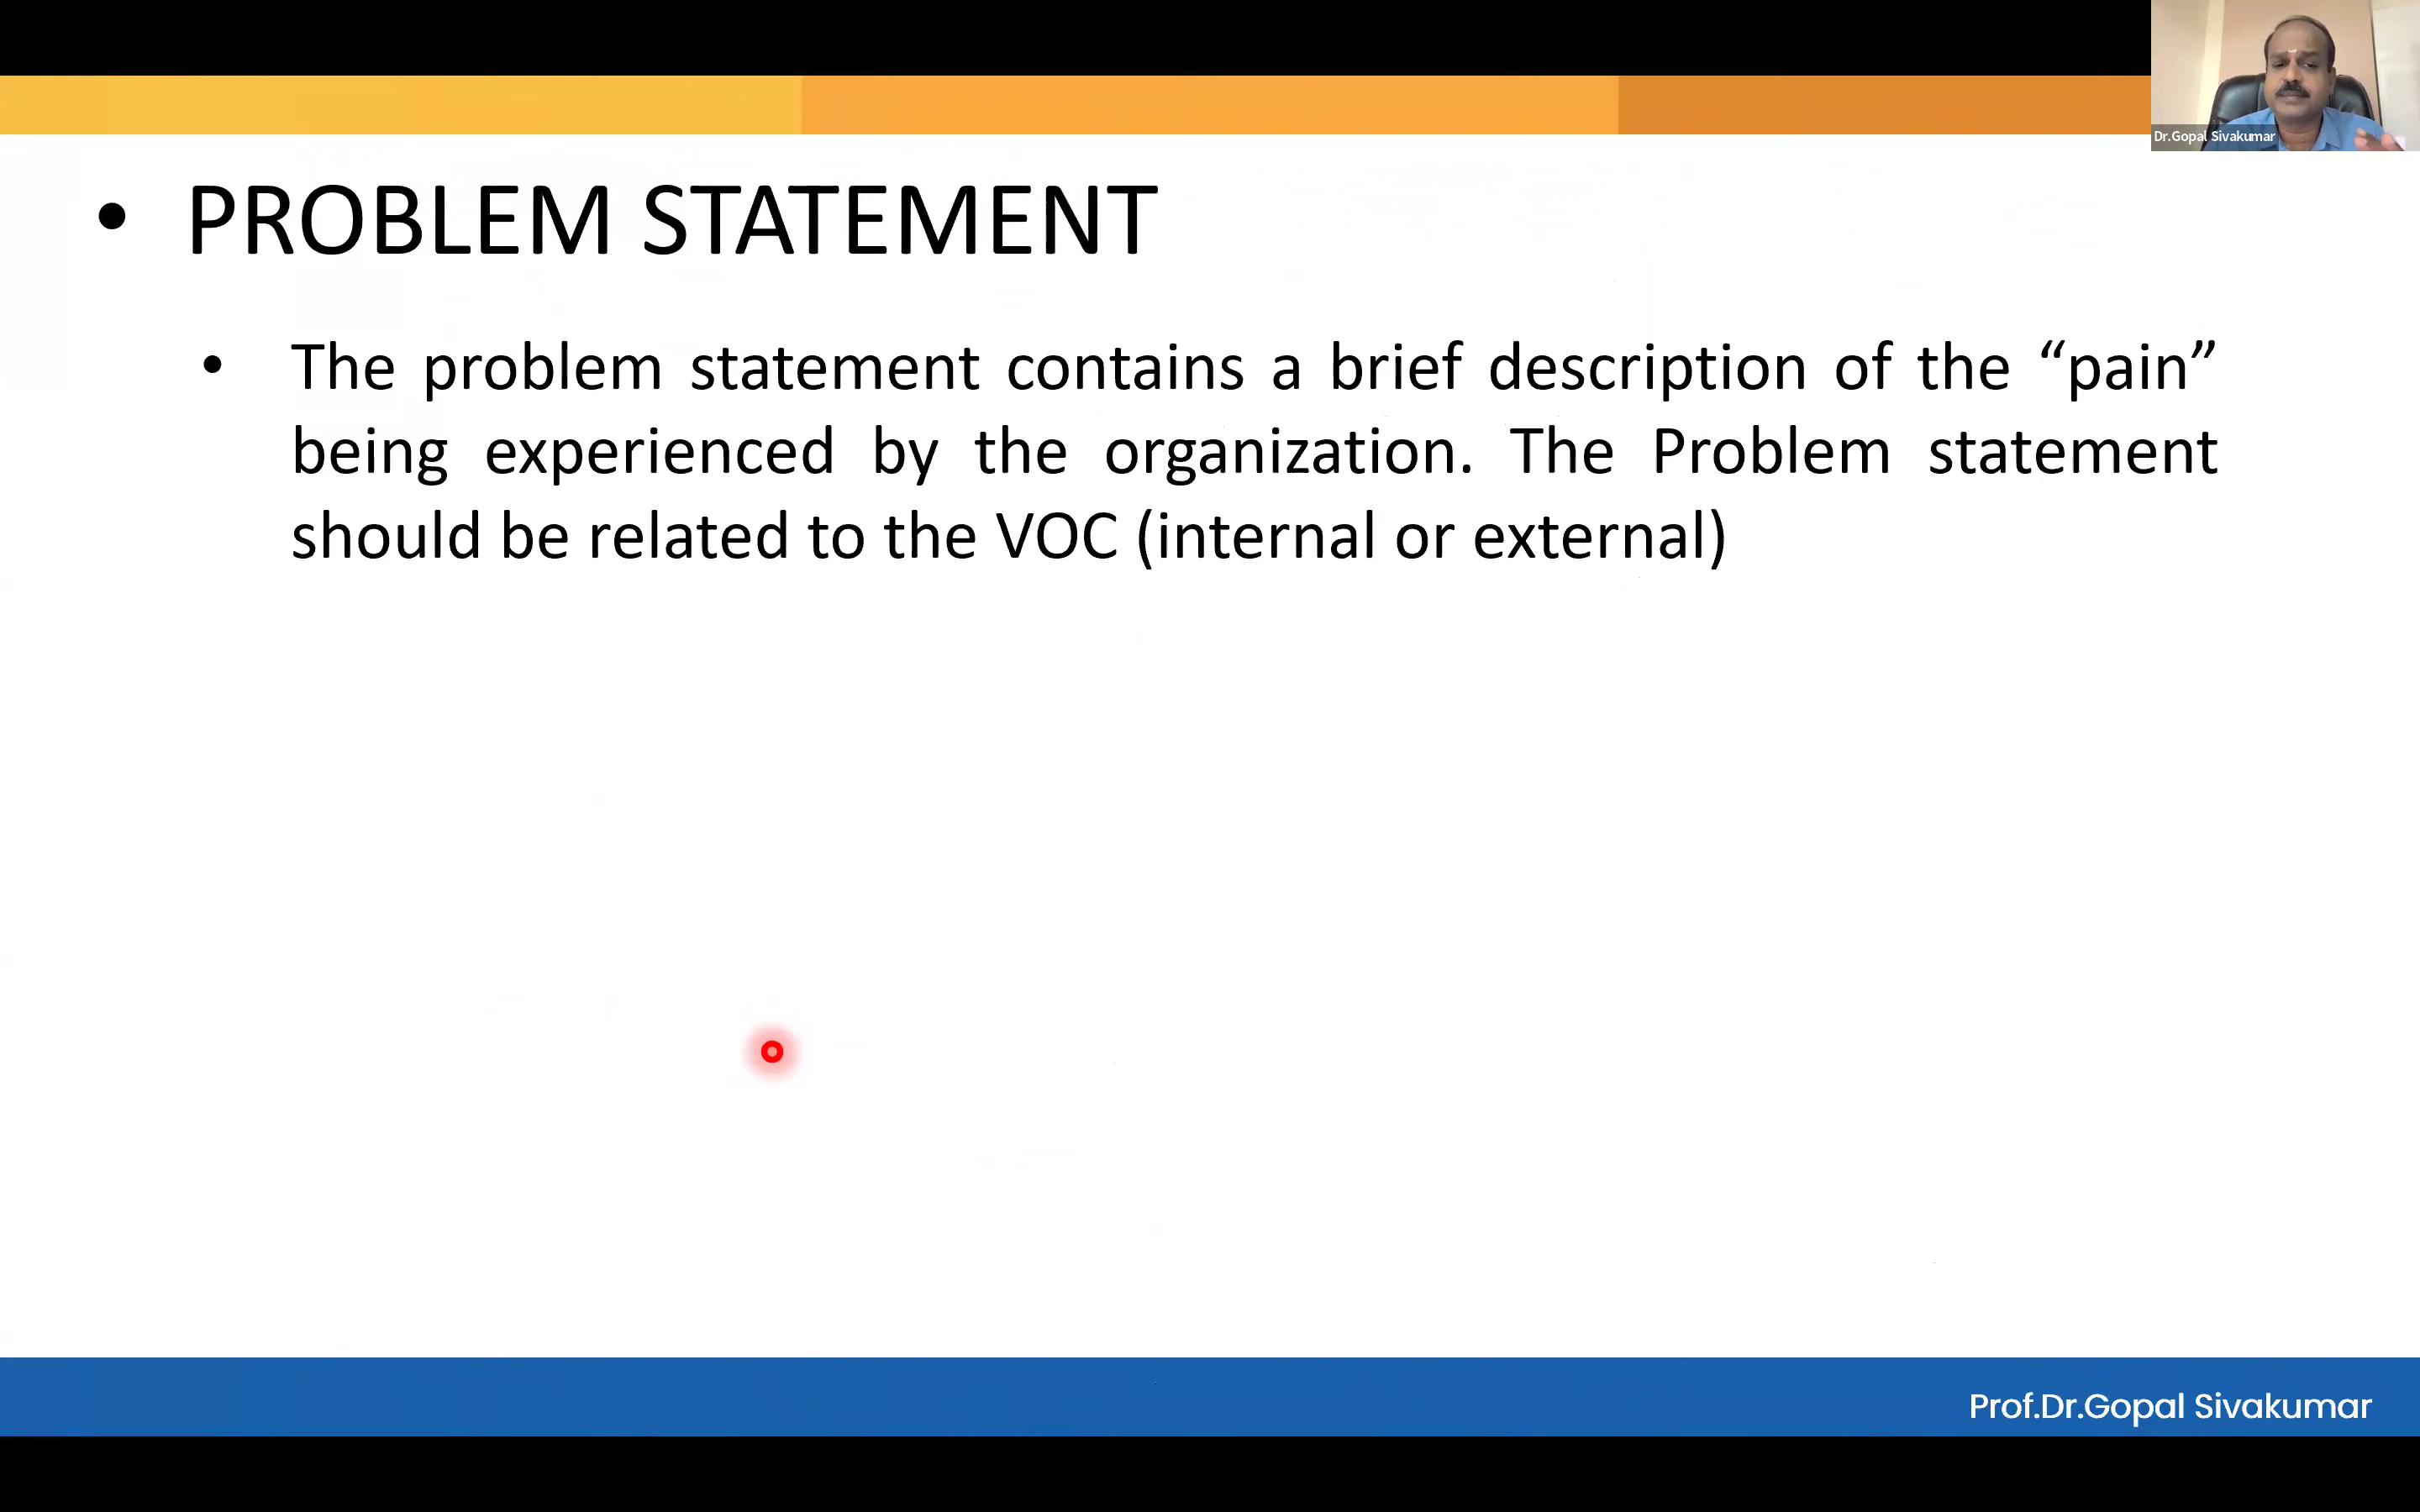 Dr.Gopal Sivakumar
• PROBLEM STATEMENT
• The problem statement contains a brief description of the “pain”
being experienced by the organization. The Problem statement
should be related to the VOC (internal or external)
Prof.Dr.Gopal Sivakumar